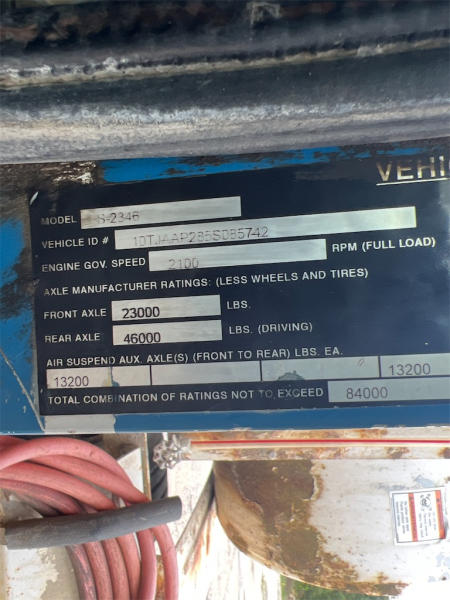 VEHI
MODEL S-2346
VEHICLE ID # 1DTJAAP285S085742
ENGINE GOV. SPEED 2100 RPM (FULL LOAD)
AXLE MANUFACTURER RATINGS: (LESS WHEELS AND TIRES)
FRONT AXLE 23000 LBS.
REAR AXLE 46000 LBS. (DRIVING)
AIR SUSPEND AUX. AXLE(S) (FRONT TO REAR) LBS. EA.
13200 13200
TOTAL COMBINATION OF RATINGS NOT TO EXCEED 84000